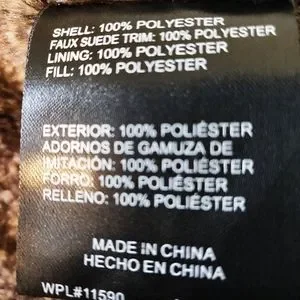 SHELL: 100% POLYESTER
FAUX SUEDE TRIM: 100% POLYESTER
LINING: 100% POLYESTER
FILL: 100% POLYESTER
EXTERIOR: 100% POLIÉSTER
ADORNOS DE GAMUZA DE
IMITACIÓN: 100% POLIÉSTER
FORRO: 100% POLIÉSTER
RELLENO: 100% POLIÉSTER
MADE IN CHINA
HECHO EN CHINA
WPL#11590